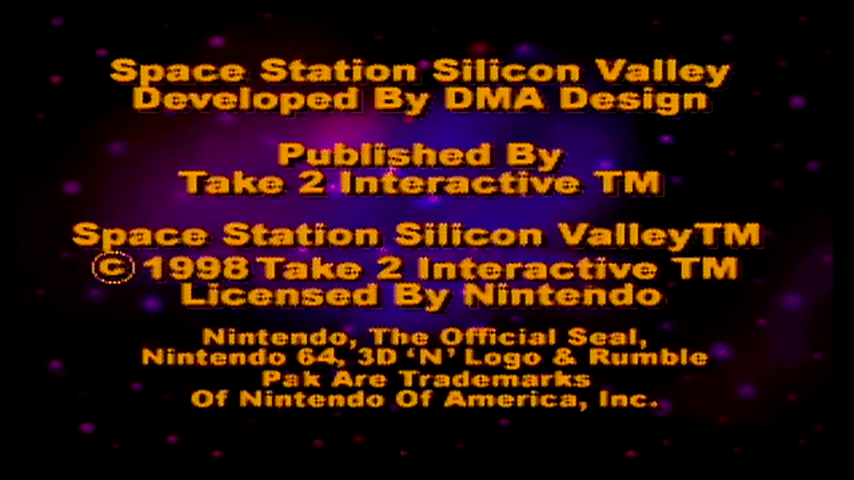 Space Station Silicon Valley
Developed By DMA Design
Published By
Take 2 Interactive TM
Space Station Silicon ValleyTM
© 1998 Take 2 Interactive TM
Licensed By Nintendo
Nintendo, The Official Seal,
Nintendo 64, 3D ‘N’ Logo & Rumble
Pak Are Trademarks
Of Nintendo Of America, Inc.